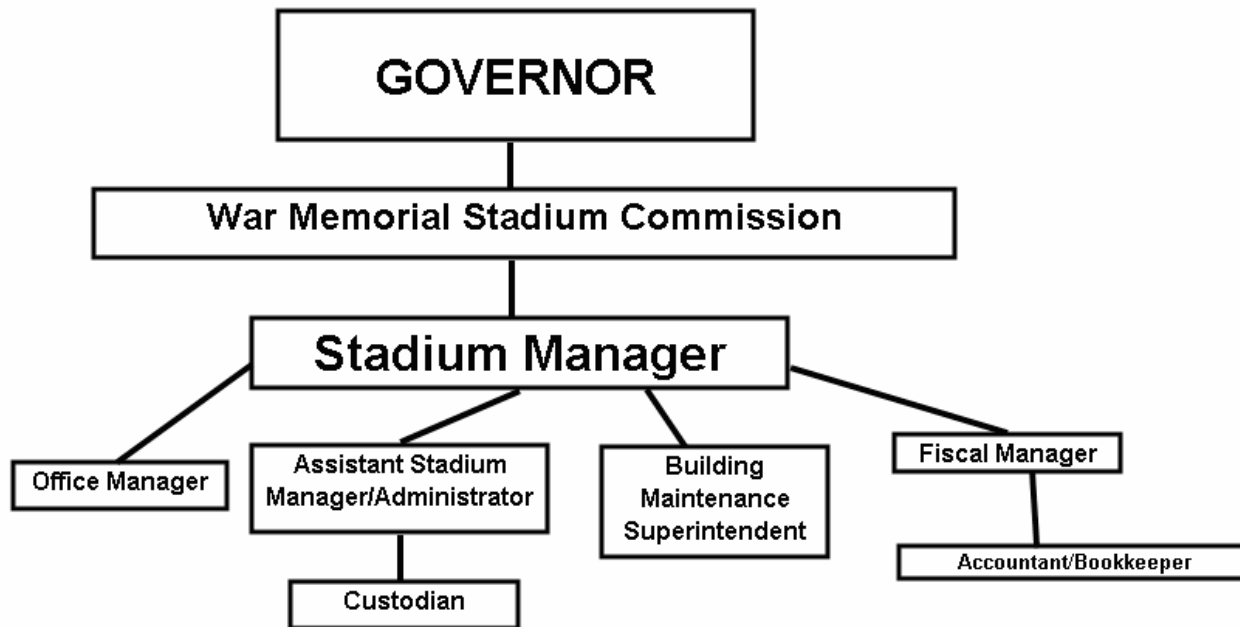 GOVERNOR
War Memorial Stadium Commission
Stadium Manager
Office Manager
Assistant Stadium
Manager/Administrator
Building
Maintenance
Superintendent
Fiscal Manager
Custodian
Accountant/Bookkeeper